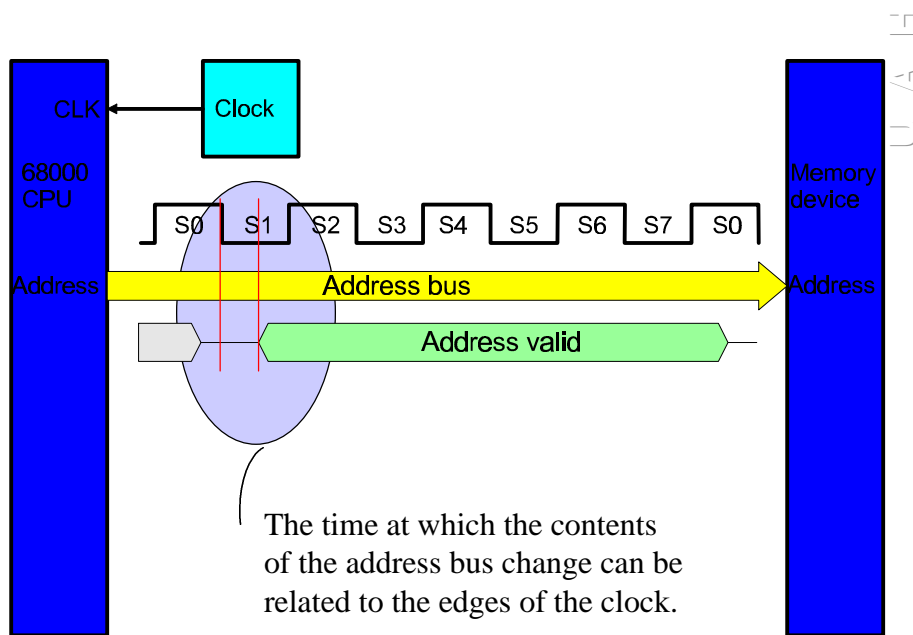 CLK
Clock
68000
CPU
Memory
device
S0 S1 S2 S3 S4 S5 S6 S7 S0
Address
Address bus
Address
Address valid
The time at which the contents
of the address bus change can be
related to the edges of the clock.